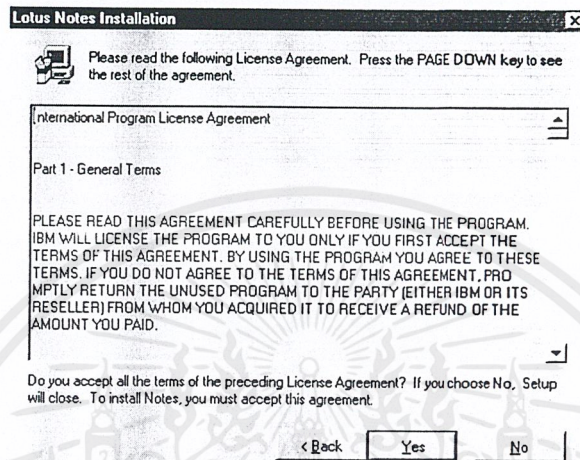 Lotus Notes Installation
Please read the following License Agreement. Press the PAGE DOWN key to see
the rest of the agreement.
International Program License Agreement
Part 1 - General Terms
PLEASE READ THIS AGREEMENT CAREFULLY BEFORE USING THE PROGRAM.
IBM WILL LICENSE THE PROGRAM TO YOU ONLY IF YOU FIRST ACCEPT THE
TERMS OF THIS AGREEMENT. BY USING THE PROGRAM YOU AGREE TO THESE
TERMS. IF YOU DO NOT AGREE TO THE TERMS OF THIS AGREEMENT, PRO
MPTLY RETURN THE UNUSED PROGRAM TO THE PARTY (EITHER IBM OR ITS
RESELLER) FROM WHOM YOU ACQUIRED IT TO RECEIVE A REFUND OF THE
AMOUNT YOU PAID.
Do you accept all the terms of the preceding License Agreement? If you choose No, Setup
will close. To install Notes, you must accept this agreement.
< Back Yes No